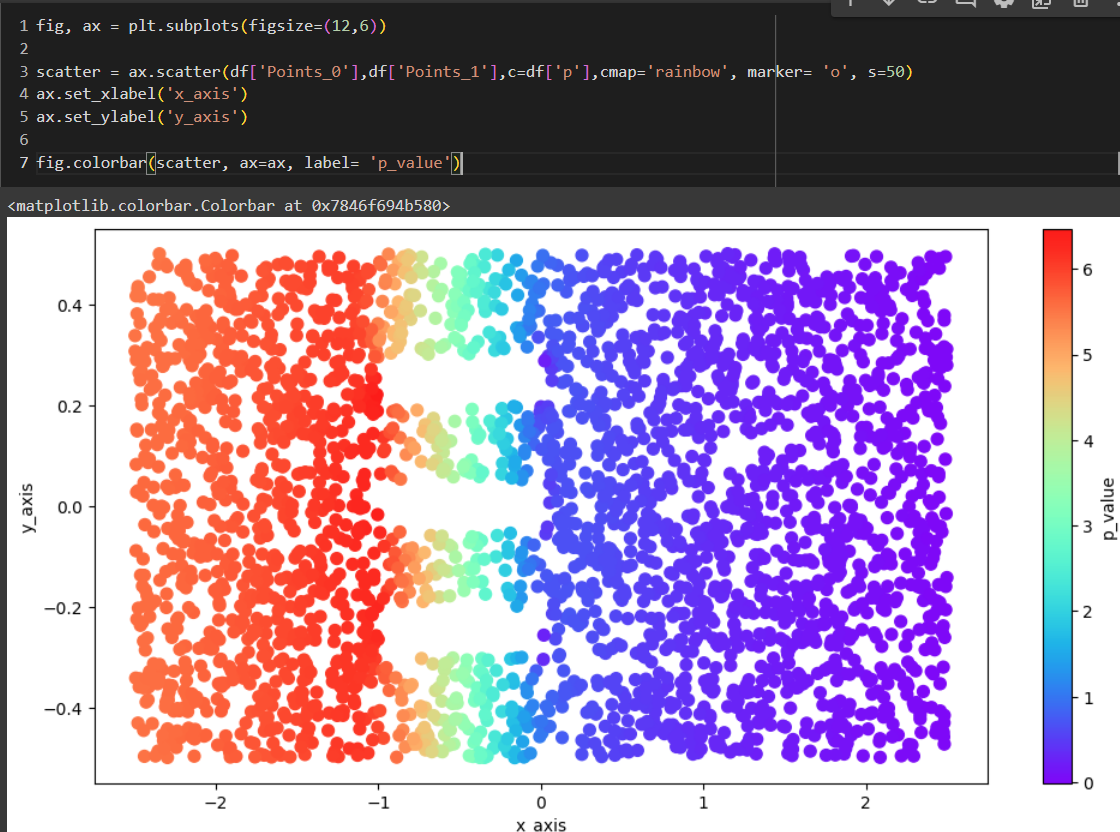 1 fig, ax = plt.subplots(figsize=(12,6))
2
3 scatter = ax.scatter(df['Points_0'],df['Points_1'],c=df['p'],cmap='rainbow', marker= 'o', s=50)
4 ax.set_xlabel('x_axis')
5 ax.set_ylabel('y_axis')
6
7 fig.colorbar(scatter, ax=ax, label= 'p_value')
<matplotlib.colorbar.Colorbar at 0x7846f694b580>
0.4
0.2
0.0
−0.2
−0.4
y_axis
−2
−1
0
1
2
x_axis
6
5
4
3
2
1
0
p_value